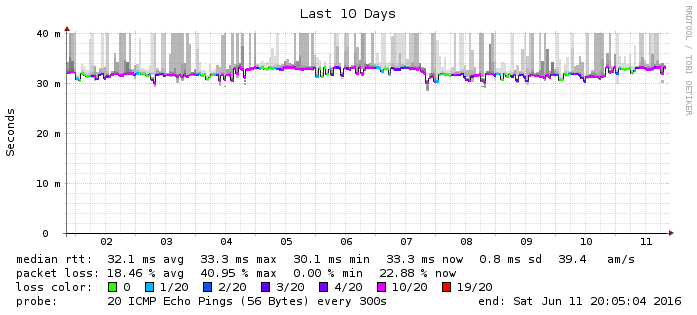 Last 10 Days
RRDTOOL / TOBI OETIKER
Seconds
40 m
30 m
20 m
10 m
0
02 03 04 05 06 07 08 09 10 11
median rtt: 32.1 ms avg 33.3 ms max 30.1 ms min 33.3 ms now 0.8 ms sd 39.4 am/s
packet loss: 18.46 % avg 40.95 % max 0.00 % min 22.88 % now
loss color: 0 1/20 2/20 3/20 4/20 10/20 19/20
probe: 20 ICMP Echo Pings (56 Bytes) every 300s end: Sat Jun 11 20:05:04 2016